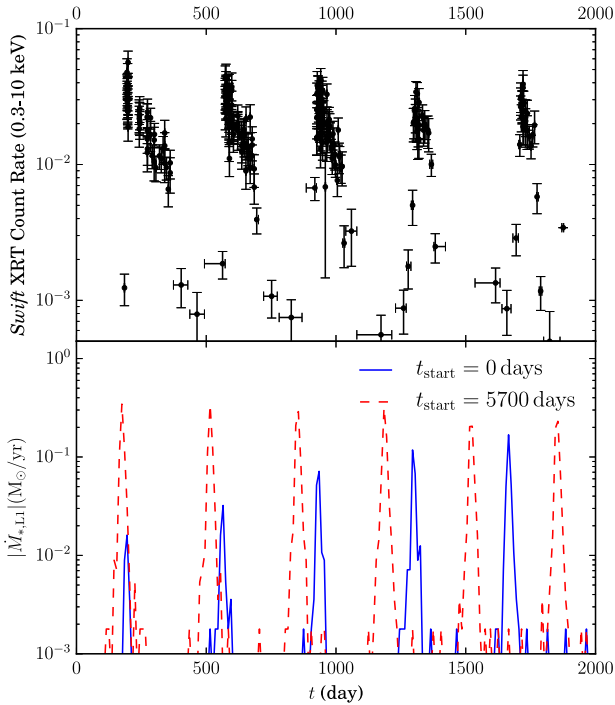 0 500 1000 1500 2000
10⁻¹
10⁻²
10⁻³
Swift XRT Count Rate (0.3-10 keV)
10⁰
10⁻¹
10⁻²
10⁻³
|Ṁ*,L1|(M⊙/yr)
t_start = 0 days
t_start = 5700 days
0 500 1000 1500 2000
t (day)